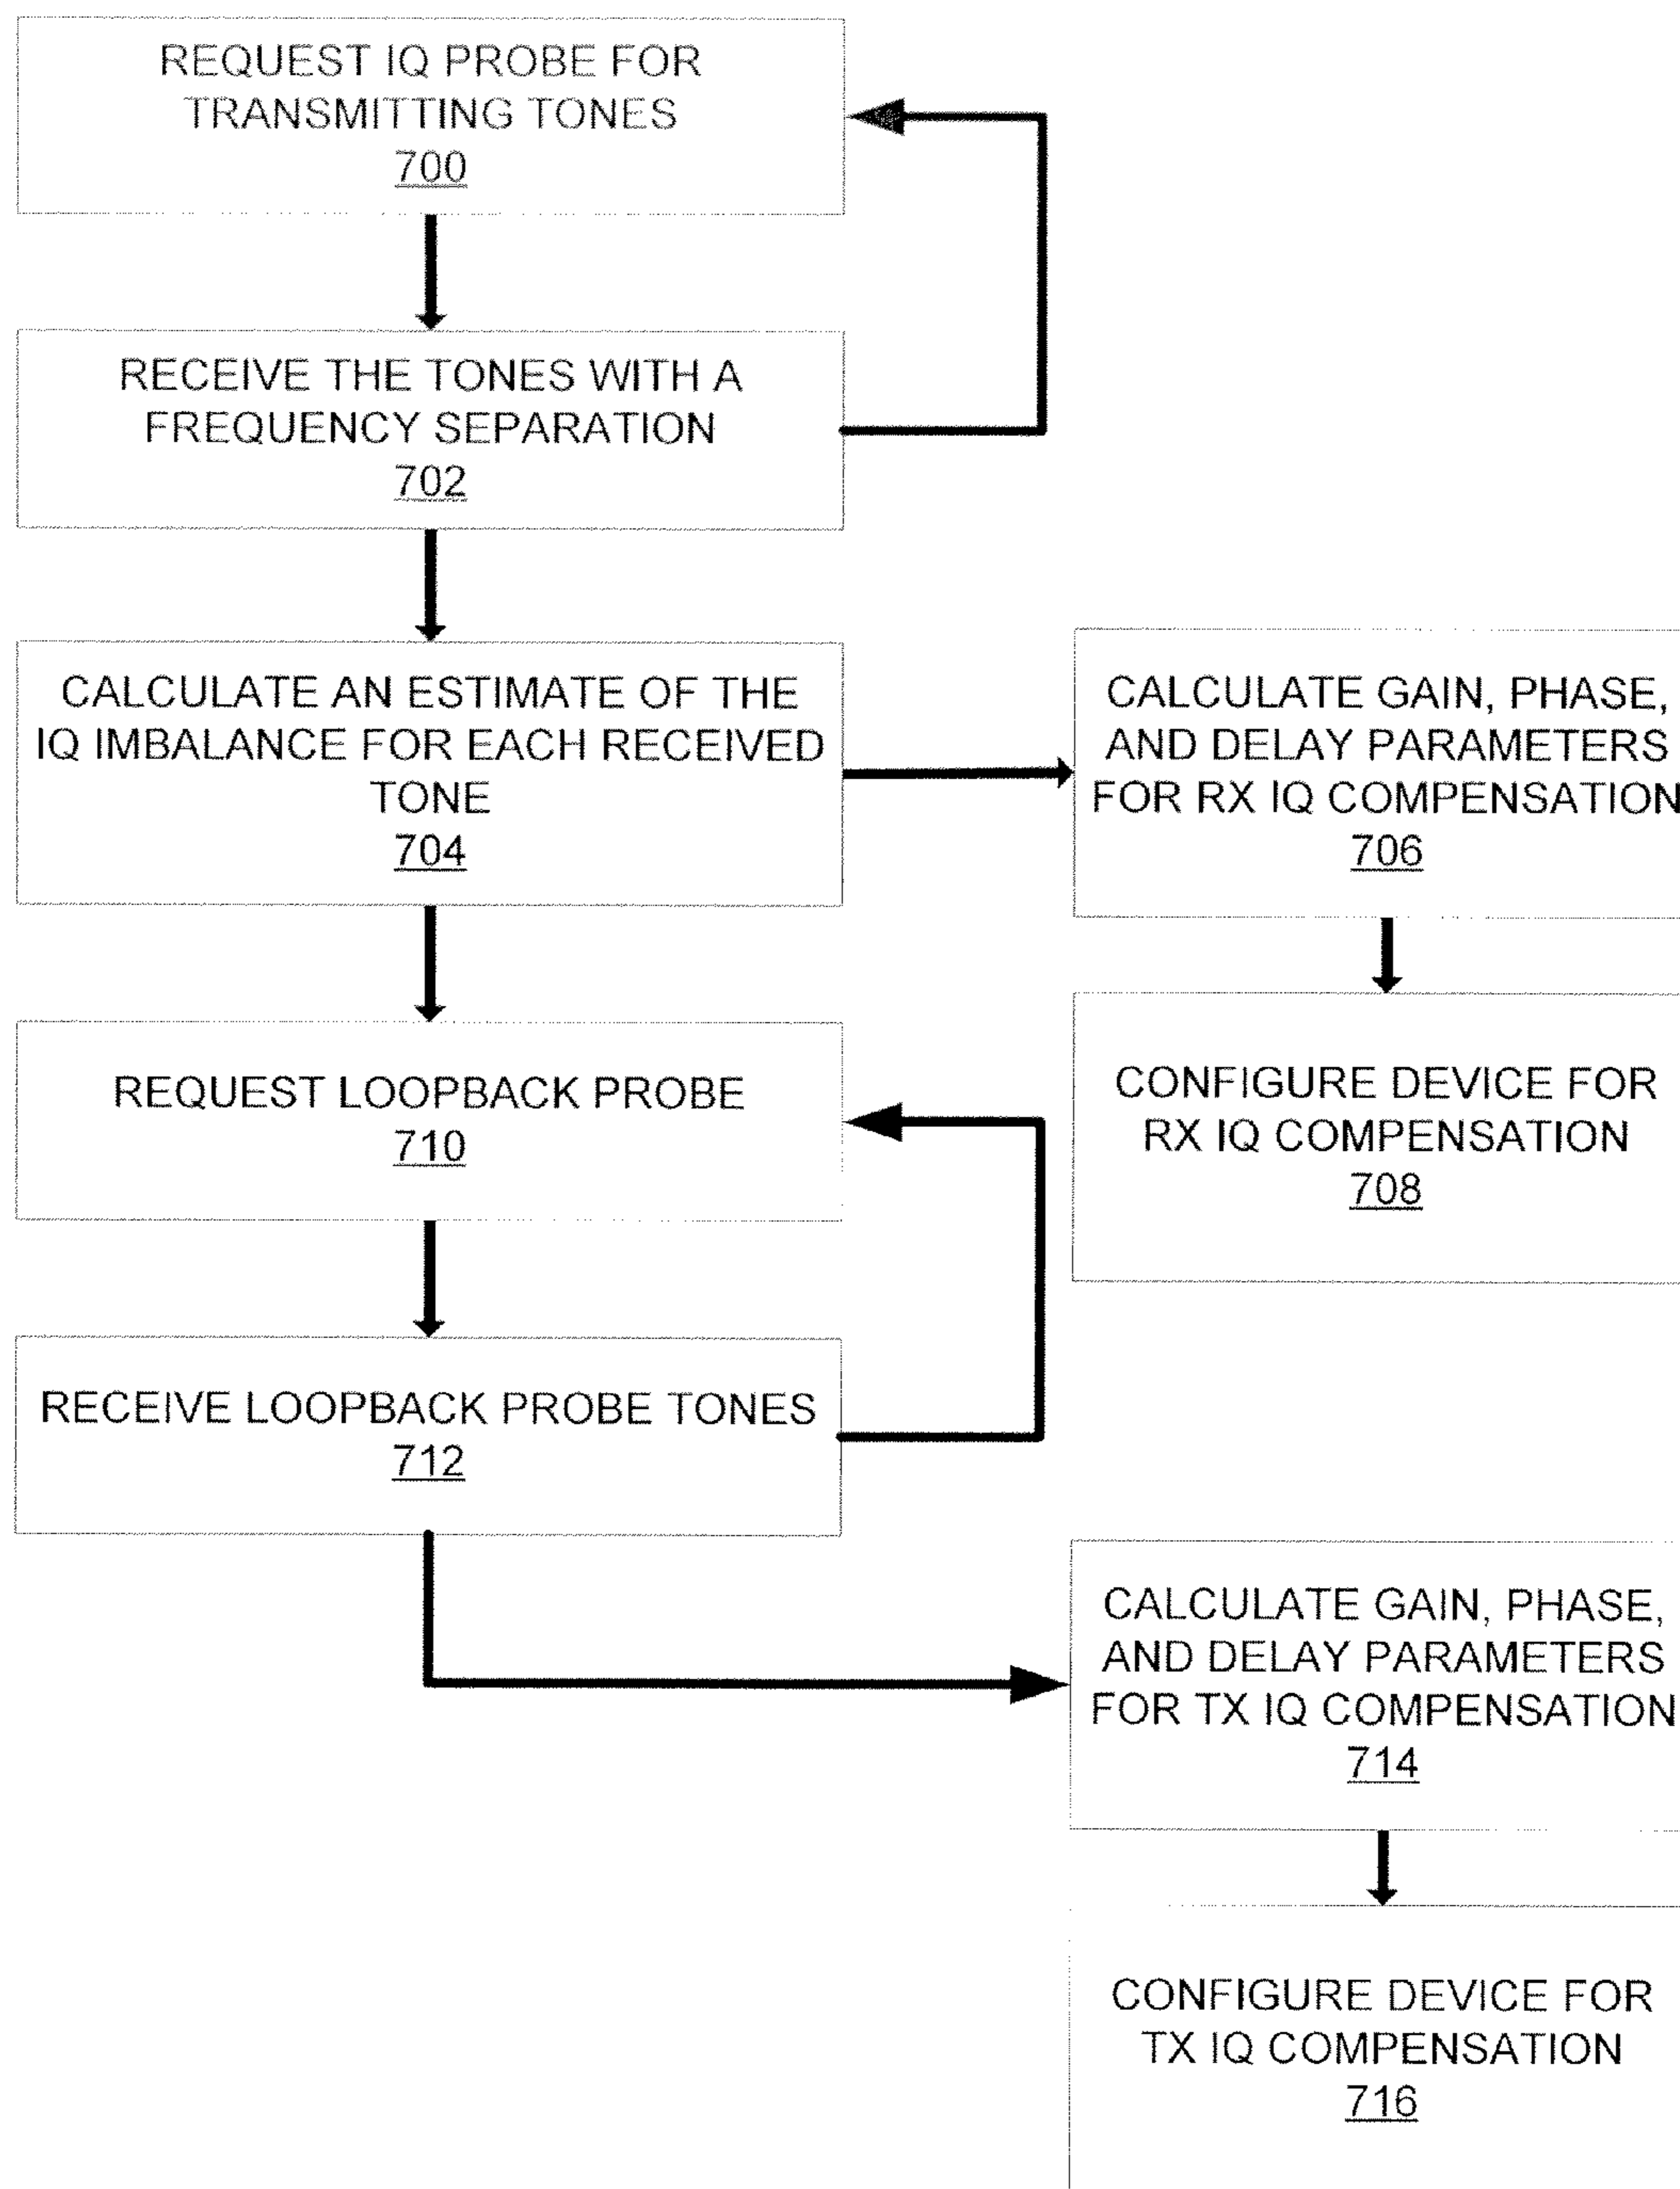 REQUEST IQ PROBE FOR
TRANSMITTING TONES
700
RECEIVE THE TONES WITH A
FREQUENCY SEPARATION
702
CALCULATE AN ESTIMATE OF THE
IQ IMBALANCE FOR EACH RECEIVED
TONE
704
CALCULATE GAIN, PHASE,
AND DELAY PARAMETERS
FOR RX IQ COMPENSATION
706
CONFIGURE DEVICE FOR
RX IQ COMPENSATION
708
REQUEST LOOPBACK PROBE
710
RECEIVE LOOPBACK PROBE TONES
712
CALCULATE GAIN, PHASE,
AND DELAY PARAMETERS
FOR TX IQ COMPENSATION
714
CONFIGURE DEVICE FOR
TX IQ COMPENSATION
716